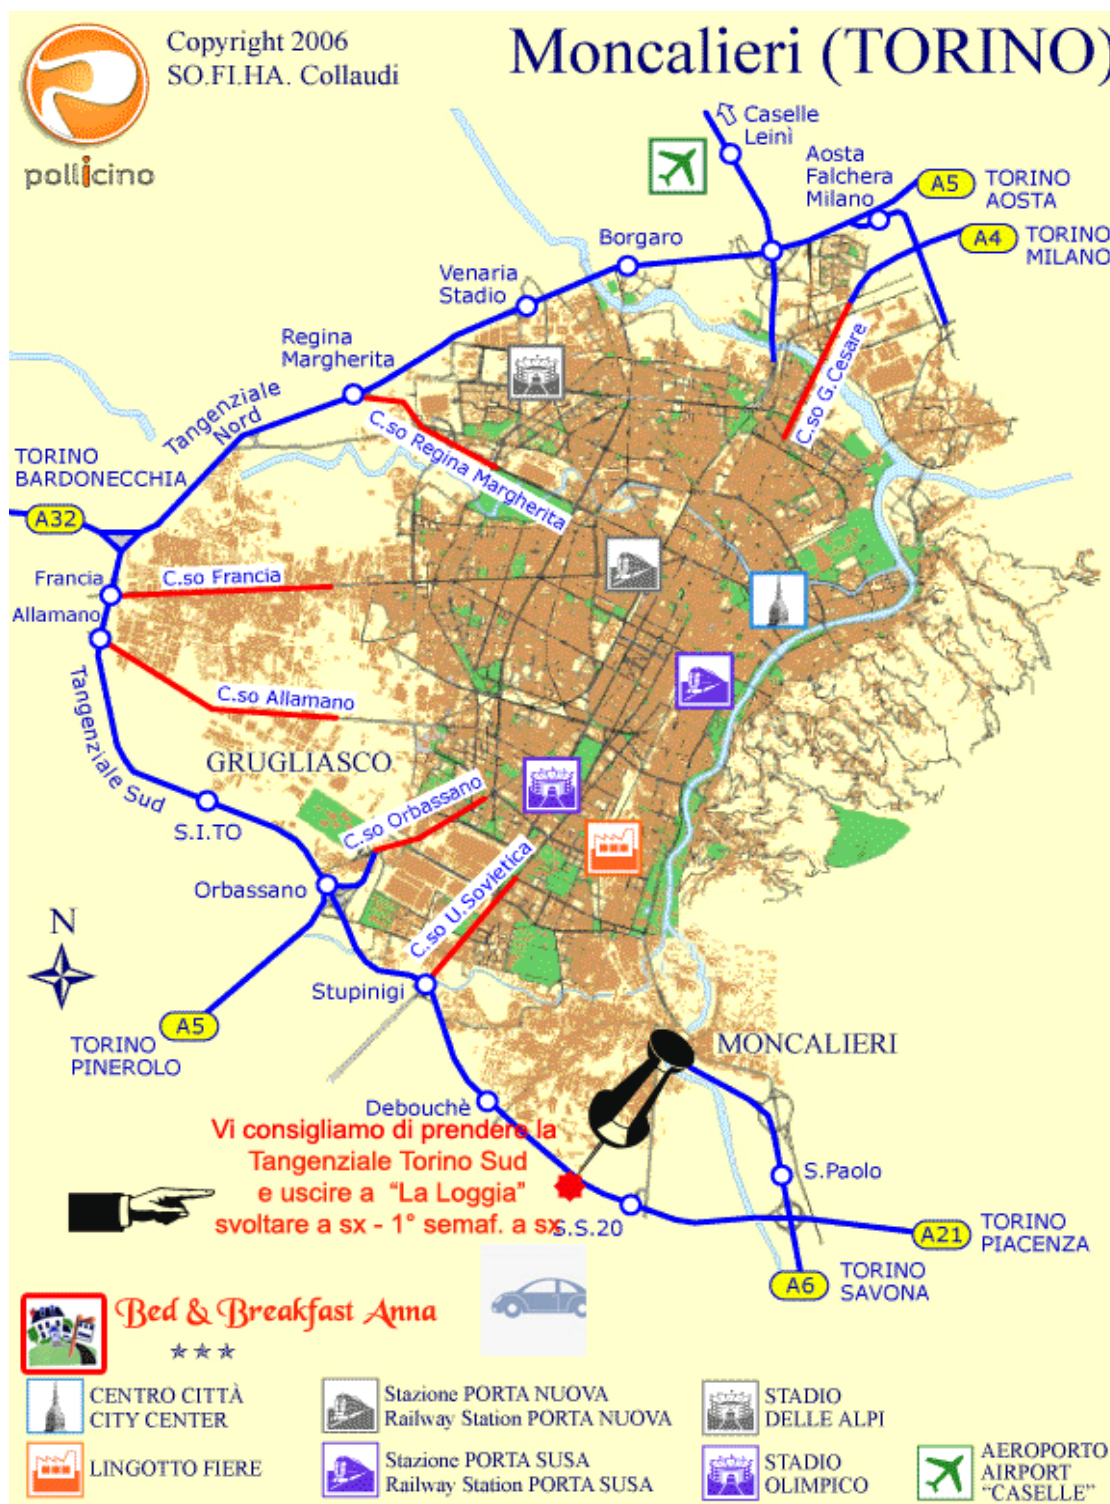 Copyright 2006
SO.FI.HA. Collaudi
Moncalieri (TORINO)
pollicino
Caselle
Leinì
Aosta
Falchera
Milano
A5
TORINO
AOSTA
A4
TORINO
MILANO
Borgaro
Venaria
Stadio
Regina
Margherita
Tangenziale
Nord
C.so Regina Margherita
C.so G.Cesare
TORINO
BARDONECCHIA
A32
Francia
C.so Francia
Allamano
C.so Allamano
Tangenziale Sud
GRUGLIASCO
S.I.TO
C.so Orbassano
Orbassano
C.so U.Sovietica
N
Stupinigi
A5
TORINO
PINEROLO
MONCALIERI
Debouchè
Vi consigliamo di prendere la
Tangenziale Torino Sud
e uscire a "La Loggia"
svoltare a sx - 1° semaf. a sx
S.Paolo
S.S.20
A21
TORINO
PIACENZA
A6
TORINO
SAVONA
Bed & Breakfast Anna
CENTRO CITTÀ
CITY CENTER
Stazione PORTA NUOVA
Railway Station PORTA NUOVA
STADIO
DELLE ALPI
LINGOTTO FIERE
Stazione PORTA SUSA
Railway Station PORTA SUSA
STADIO
OLIMPICO
AEROPORTO
AIRPORT
"CASELLE"